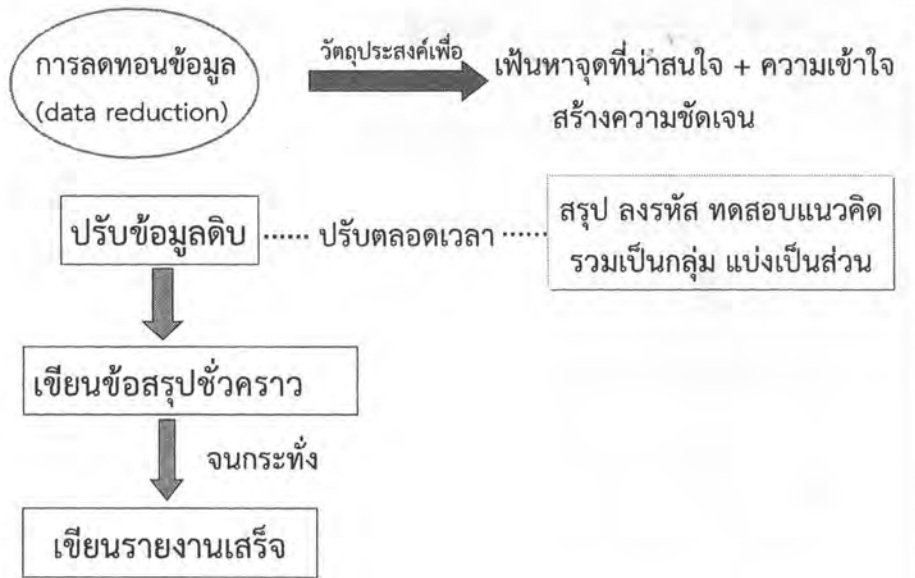 การลดทอนข้อมูล
(data reduction)
วัตถุประสงค์เพื่อ
เฟ้นหาจุดที่น่าสนใจ + ความเข้าใจ
สร้างความชัดเจน
ปรับข้อมูลดิบ
...... ปรับตลอดเวลา ......
สรุป ลงรหัส ทดสอบแนวคิด
รวมเป็นกลุ่ม แบ่งเป็นส่วน
เขียนข้อสรุปชั่วคราว
จนกระทั่ง
เขียนรายงานเสร็จ